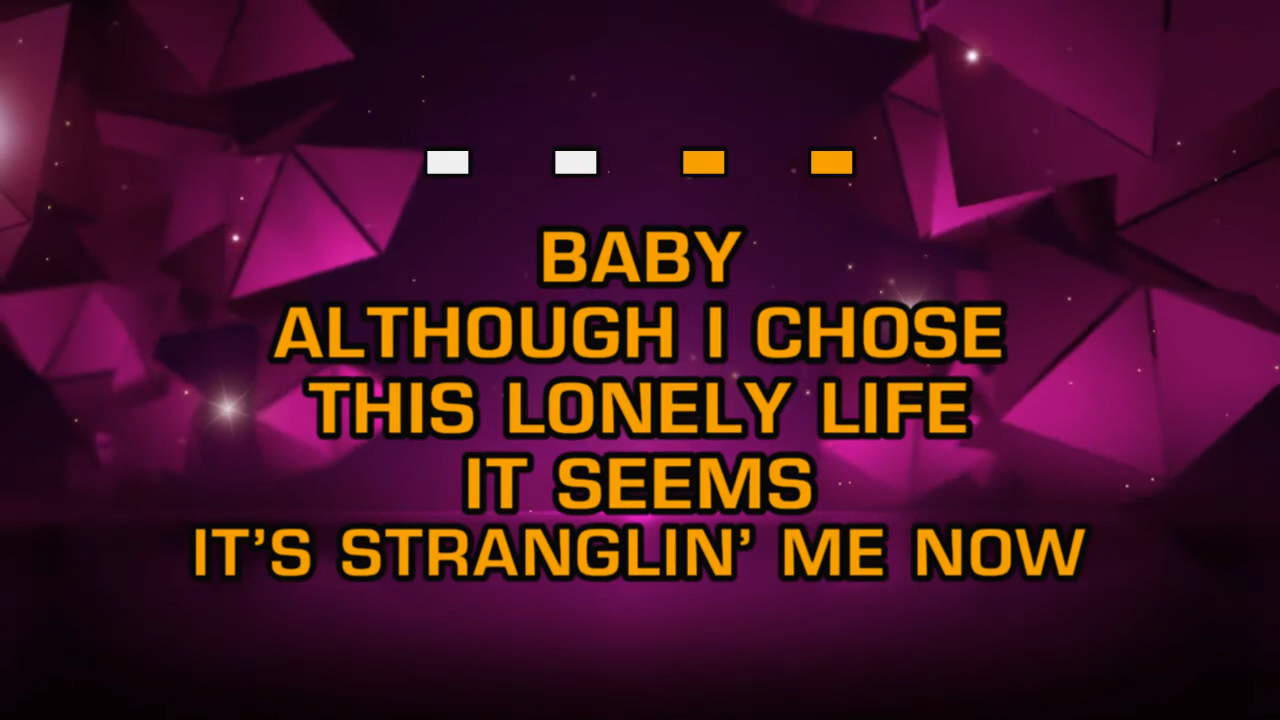 BABY
ALTHOUGH I CHOSE
THIS LONELY LIFE
IT SEEMS
IT’S STRANGLIN’ ME NOW